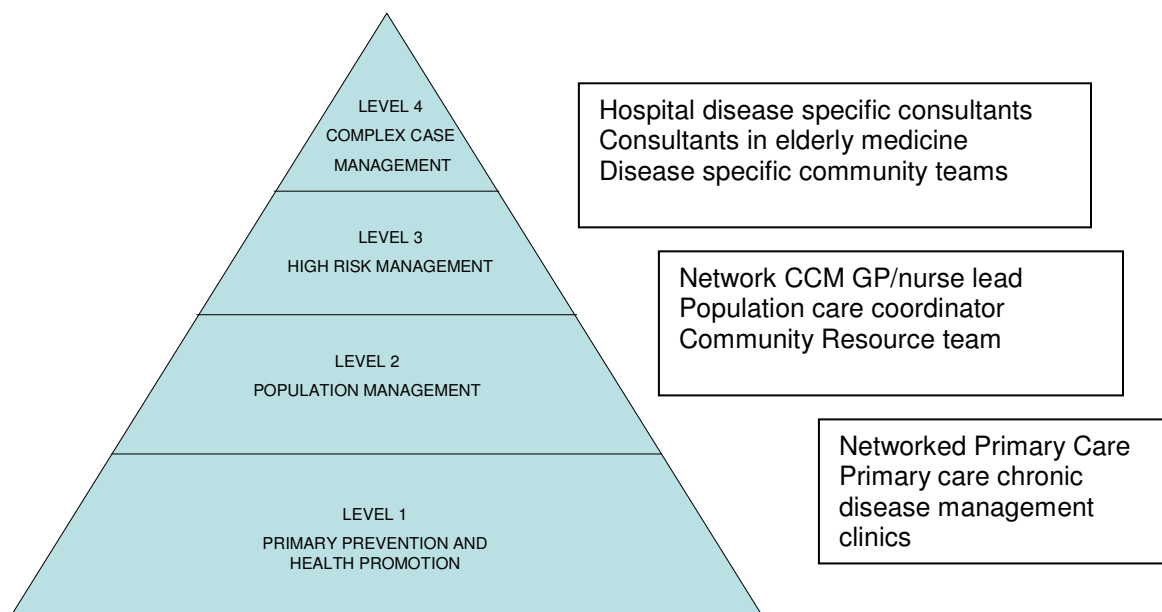 LEVEL 4
COMPLEX CASE
MANAGEMENT
Hospital disease specific consultants
Consultants in elderly medicine
Disease specific community teams
LEVEL 3
HIGH RISK MANAGEMENT
Network CCM GP/nurse lead
Population care coordinator
Community Resource team
LEVEL 2
POPULATION MANAGEMENT
Networked Primary Care
Primary care chronic
disease management
clinics
LEVEL 1
PRIMARY PREVENTION AND
HEALTH PROMOTION